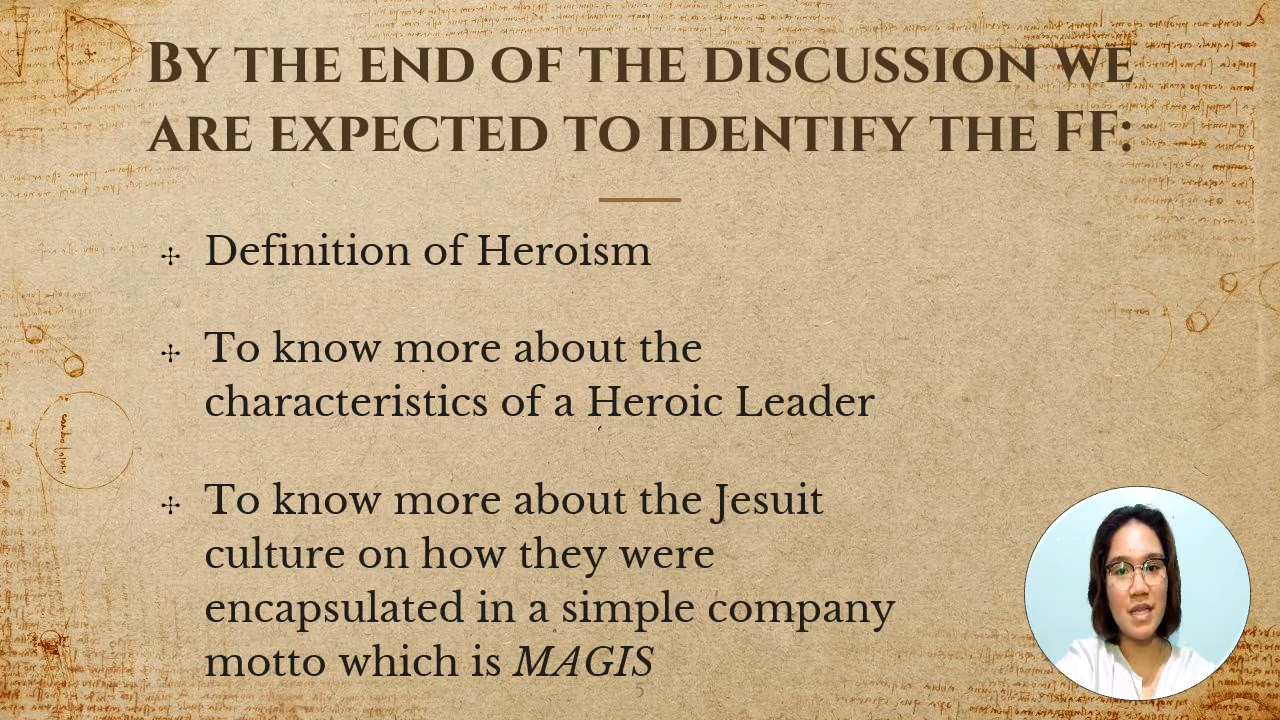 By the end of the discussion we
are expected to identify the FF:
Definition of Heroism
To know more about the
characteristics of a Heroic Leader
To know more about the Jesuit
culture on how they were
encapsulated in a simple company
motto which is MAGIS
5